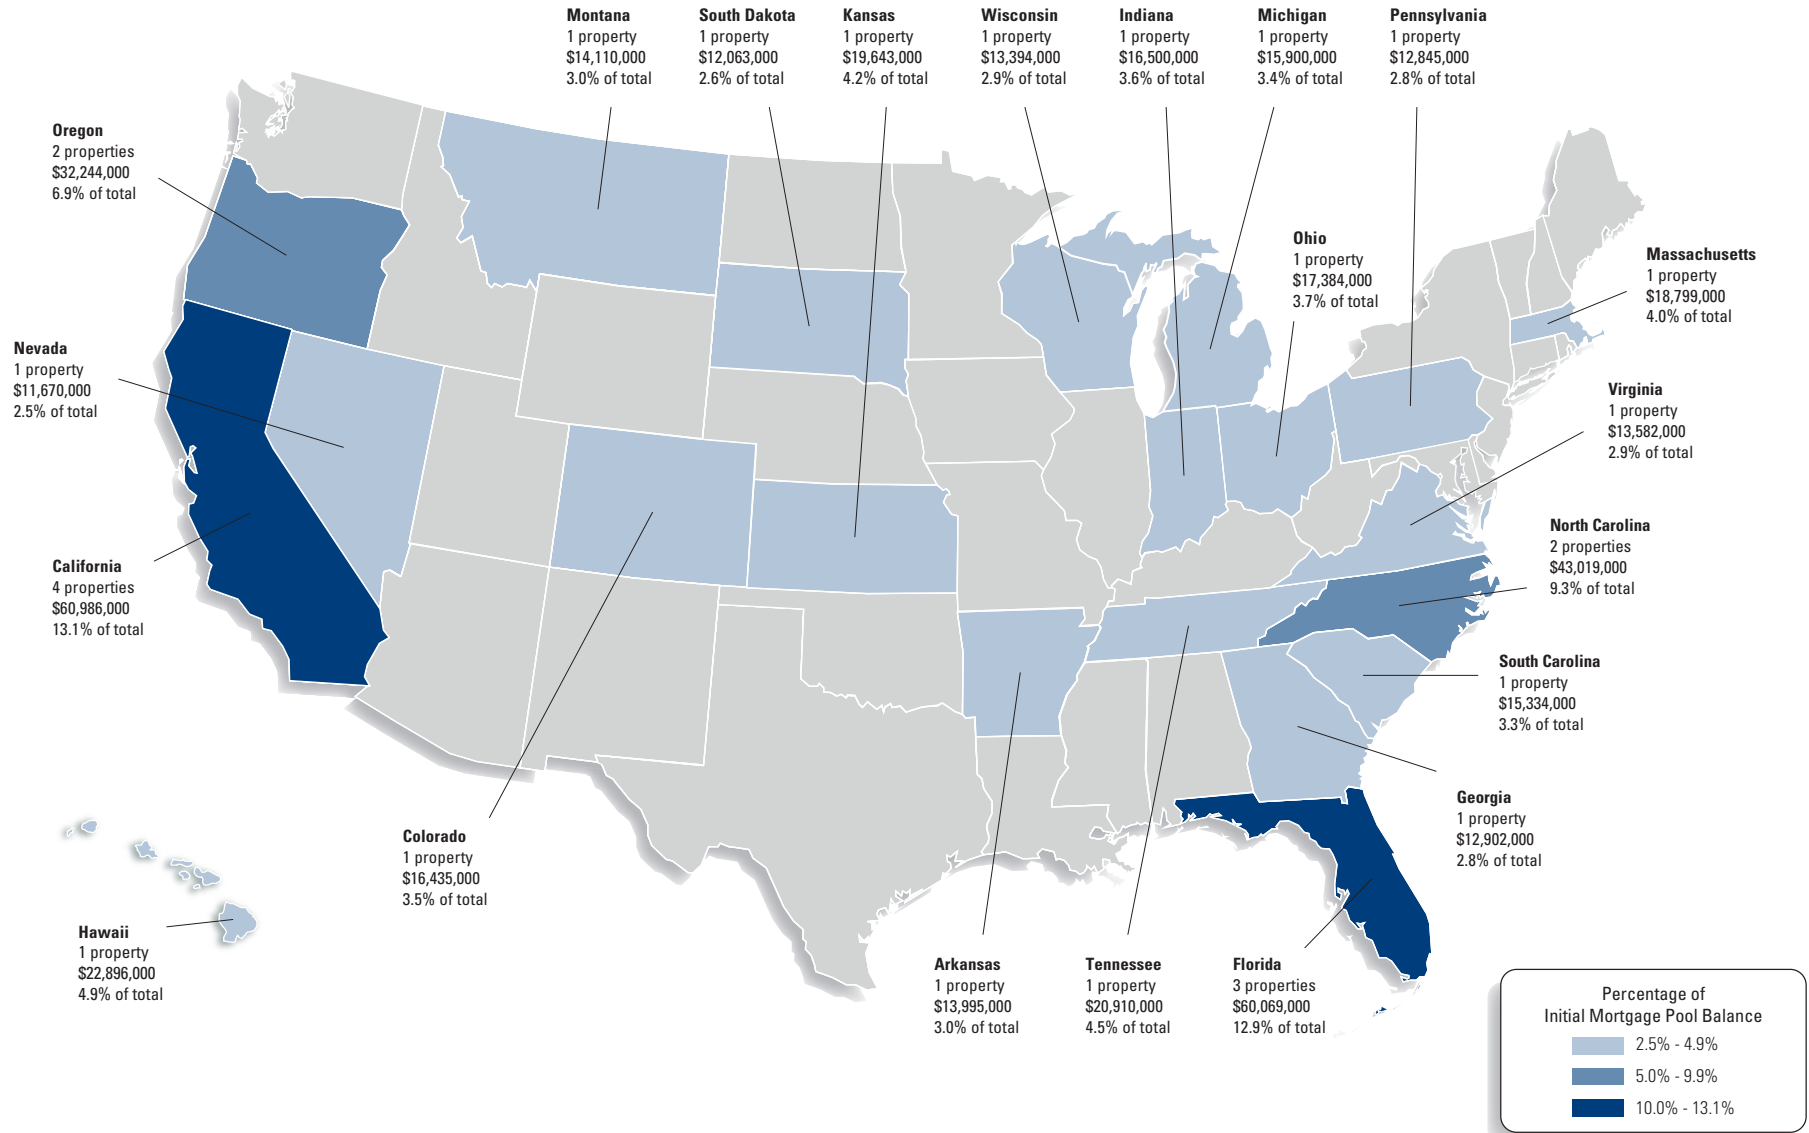 Montana
1 property
$14,110,000
3.0% of total
South Dakota
1 property
$12,063,000
2.6% of total
Kansas
1 property
$19,643,000
4.2% of total
Wisconsin
1 property
$13,394,000
2.9% of total
Indiana
1 property
$16,500,000
3.6% of total
Michigan
1 property
$15,900,000
3.4% of total
Pennsylvania
1 property
$12,845,000
2.8% of total
Oregon
2 properties
$32,244,000
6.9% of total
Ohio
1 property
$17,384,000
3.7% of total
Massachusetts
1 property
$18,799,000
4.0% of total
Nevada
1 property
$11,670,000
2.5% of total
Virginia
1 property
$13,582,000
2.9% of total
North Carolina
2 properties
$43,019,000
9.3% of total
California
4 properties
$60,986,000
13.1% of total
South Carolina
1 property
$15,334,000
3.3% of total
Georgia
1 property
$12,902,000
2.8% of total
Colorado
1 property
$16,435,000
3.5% of total
Hawaii
1 property
$22,896,000
4.9% of total
Arkansas
1 property
$13,995,000
3.0% of total
Tennessee
1 property
$20,910,000
4.5% of total
Florida
3 properties
$60,069,000
12.9% of total
Percentage of
Initial Mortgage Pool Balance
2.5% - 4.9%
5.0% - 9.9%
10.0% - 13.1%